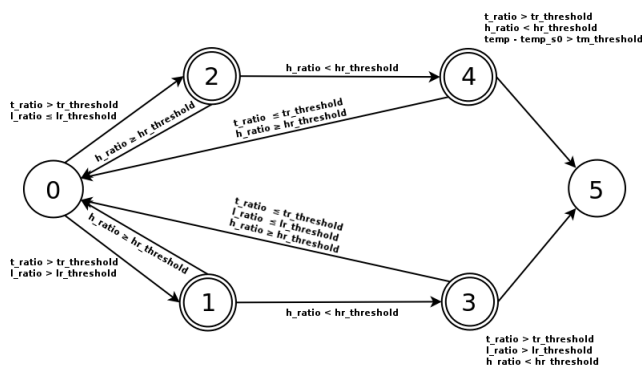 t_ratio > tr_threshold
h_ratio < hr_threshold
temp - temp_s0 > tm_threshold
2
h_ratio < hr_threshold
4
t_ratio > tr_threshold
l_ratio ≤ lr_threshold
h_ratio ≥ hr_threshold
t_ratio ≤ tr_threshold
h_ratio ≥ hr_threshold
0
5
t_ratio ≤ tr_threshold
l_ratio ≤ lr_threshold
h_ratio ≥ hr_threshold
h_ratio ≥ hr_threshold
t_ratio > tr_threshold
l_ratio > lr_threshold
1
h_ratio < hr_threshold
3
t_ratio > tr_threshold
l_ratio > lr_threshold
h_ratio < hr_threshold